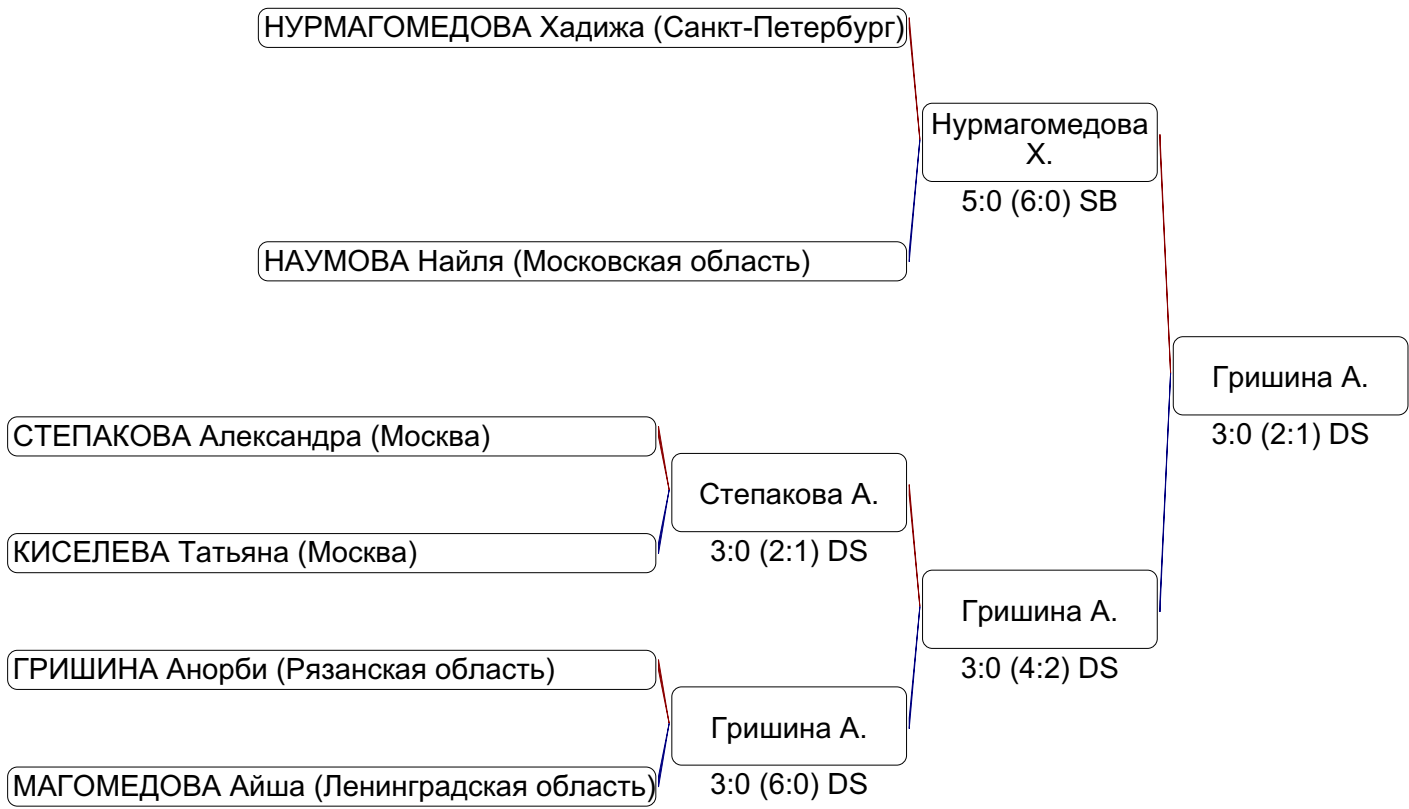 НУРМАГОМЕДОВА Хадижа (Санкт-Петербург)
Нурмагомедова
Х.
5:0 (6:0) SB
НАУМОВА Найля (Московская область)
Гришина А.
3:0 (2:1) DS
СТЕПАКОВА Александра (Москва)
Степакова А.
3:0 (2:1) DS
КИСЕЛЕВА Татьяна (Москва)
Гришина А.
3:0 (4:2) DS
ГРИШИНА Анорби (Рязанская область)
Гришина А.
3:0 (6:0) DS
МАГОМЕДОВА Айша (Ленинградская область)